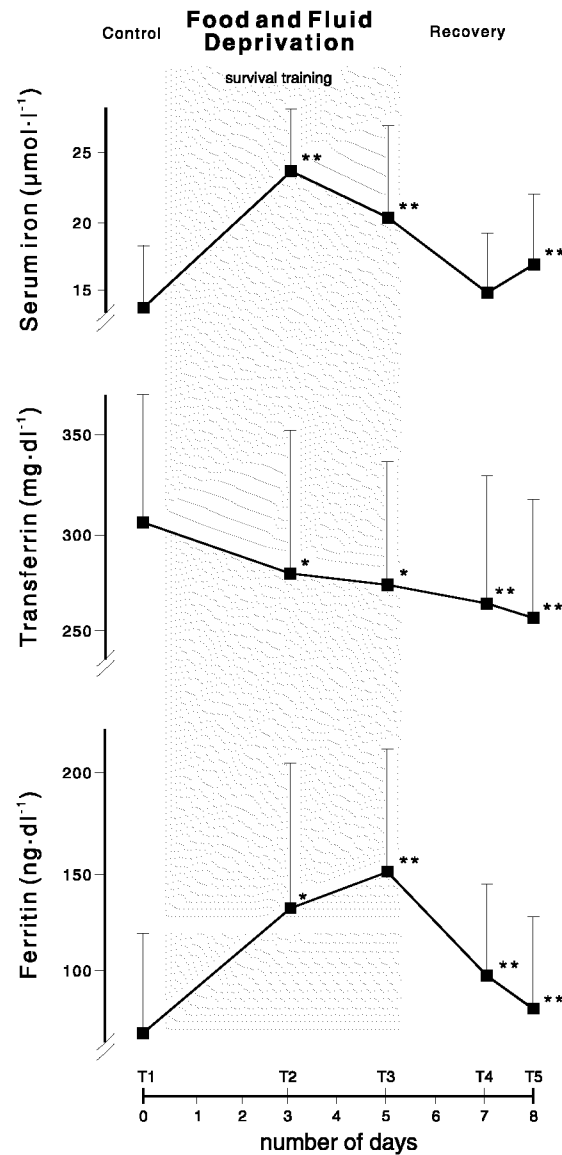 Control
Food and Fluid
Deprivation
Recovery
survival training
Serum iron (μmol·l⁻¹)
25
**
**
20
15
**
Transferrin (mg·dl⁻¹)
350
300
*
*
**
**
250
Ferritin (ng·dl⁻¹)
200
150
**
*
100
**
**
T1 T2 T3 T4 T5
0 1 2 3 4 5 6 7 8
number of days